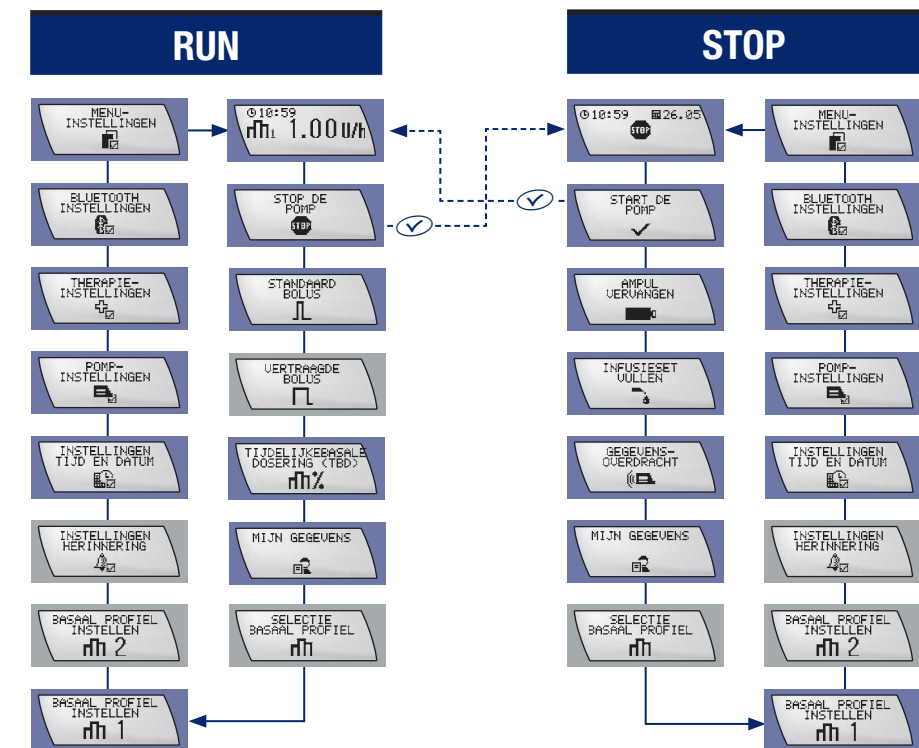 RUN
STOP
MENU-
INSTELLINGEN
BLUETOOTH
INSTELLINGEN
THERAPIE-
INSTELLINGEN
POMP-
INSTELLINGEN
INSTELLINGEN
TIJD EN DATUM
INSTELLINGEN
HERINNERING
BASAAL PROFIEL
INSTELLEN
2
BASAAL PROFIEL
INSTELLEN
1
10:59
1 1.00 U/h
STOP DE
POMP
STOP
STANDAARD
BOLUS
VERTRAAGDE
BOLUS
TIJDELIJKEBASALE
DOSERING (TBD)
%
MIJN GEGEVENS
SELECTIE
BASAAL PROFIEL
10:59 26.05
STOP
START DE
POMP
AMPUL
VERVANGEN
INFUSIESET
VULLEN
GEGEVENS-
OVERDRACHT
MIJN GEGEVENS
SELECTIE
BASAAL PROFIEL
MENU-
INSTELLINGEN
BLUETOOTH
INSTELLINGEN
THERAPIE-
INSTELLINGEN
POMP-
INSTELLINGEN
INSTELLINGEN
TIJD EN DATUM
INSTELLINGEN
HERINNERING
BASAAL PROFIEL
INSTELLEN
2
BASAAL PROFIEL
INSTELLEN
1